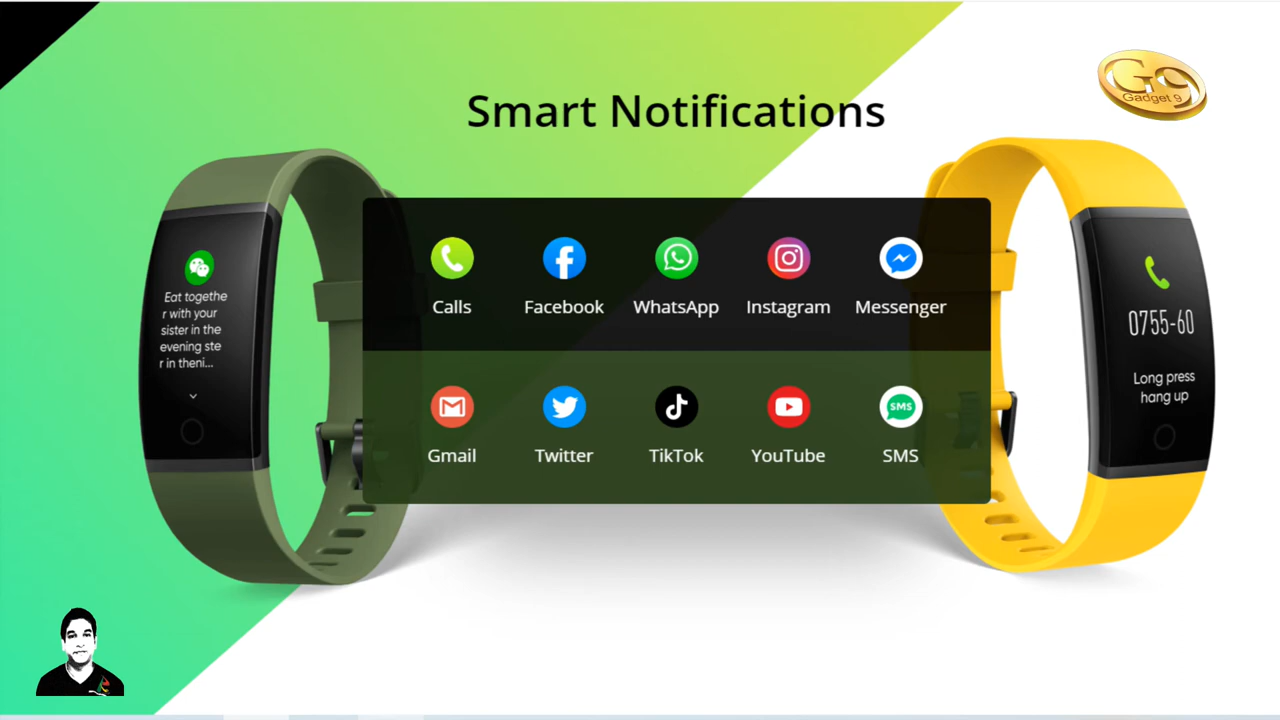 Smart Notifications
G9
Gadget 9
Eat togethe
r with your
sister in the
evening ste
r in theni...
Calls
Facebook
WhatsApp
Instagram
Messenger
Gmail
Twitter
TikTok
YouTube
SMS
SMS
0755-60
Long press
hang up